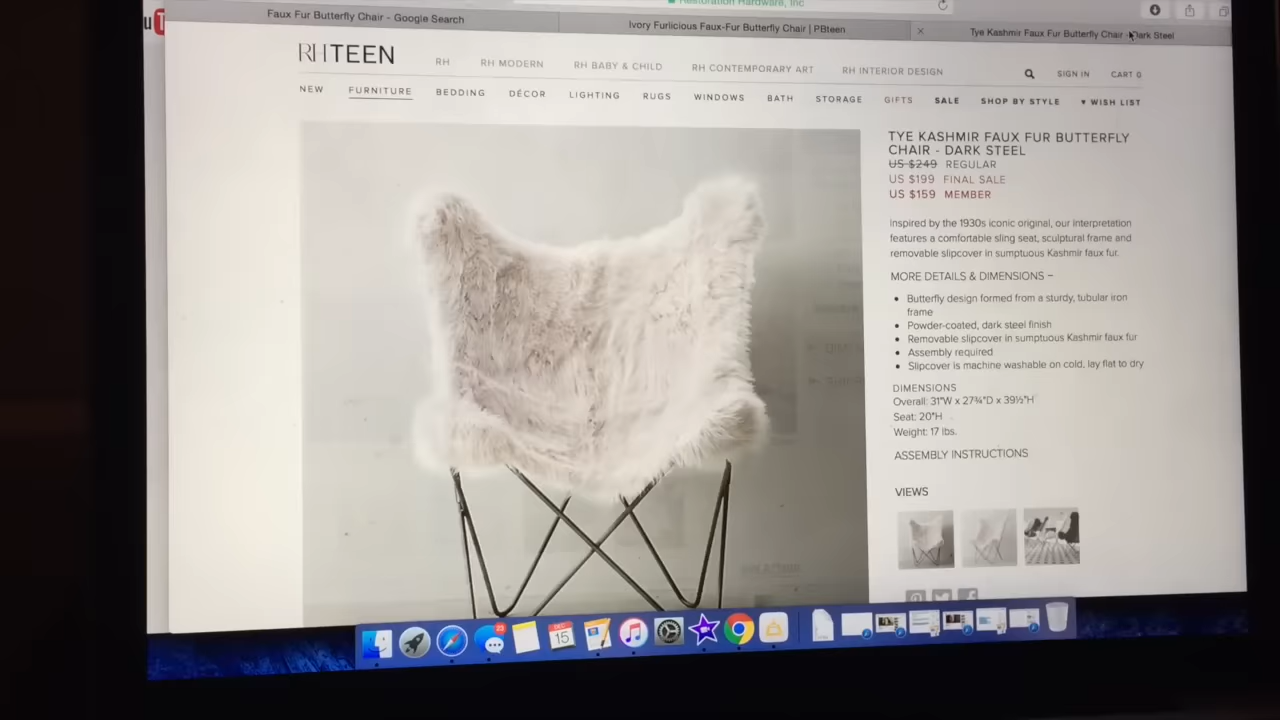 Restoration Hardware, Inc
Faux Fur Butterfly Chair - Google Search
Ivory Furlicious Faux-Fur Butterfly Chair | PBteen
Tye Kashmir Faux Fur Butterfly Chair - Dark Steel
RHTEEN
RH
RH MODERN
RH BABY & CHILD
RH CONTEMPORARY ART
RH INTERIOR DESIGN
SIGN IN
CART 0
NEW
FURNITURE
BEDDING
DÉCOR
LIGHTING
RUGS
WINDOWS
BATH
STORAGE
GIFTS
SALE
SHOP BY STYLE
▾ WISH LIST
TYE KASHMIR FAUX FUR BUTTERFLY
CHAIR - DARK STEEL
US $249 REGULAR
US $199 FINAL SALE
US $159 MEMBER
Inspired by the 1930s iconic original, our interpretation
features a comfortable sling seat, sculptural frame and
removable slipcover in sumptuous Kashmir faux fur.
MORE DETAILS & DIMENSIONS –
• Butterfly design formed from a sturdy, tubular iron
frame
• Powder-coated, dark steel finish
• Removable slipcover in sumptuous Kashmir faux fur
• Assembly required
• Slipcover is machine washable on cold, lay flat to dry
DIMENSIONS
Overall: 31"W x 27¾"D x 39½"H
Seat: 20"H
Weight: 17 lbs.
ASSEMBLY INSTRUCTIONS
VIEWS
23
DEC
15